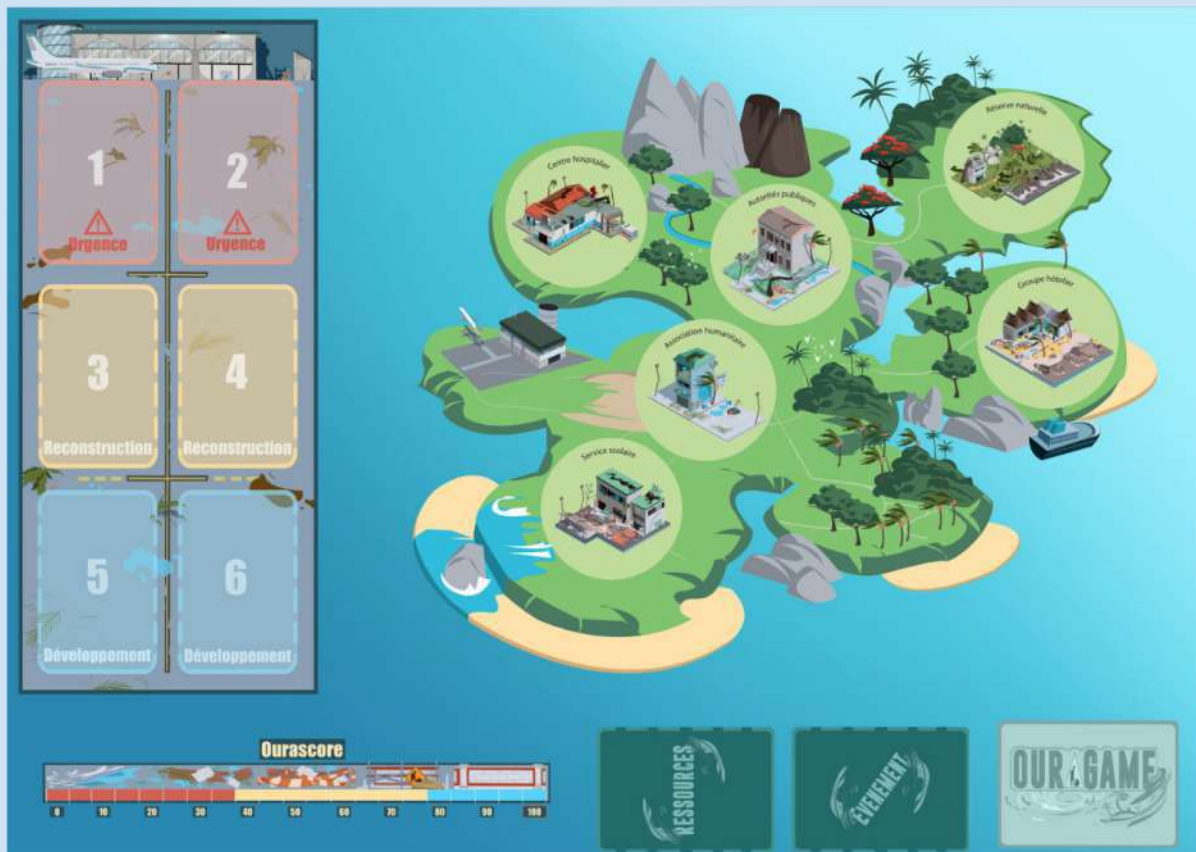 1
2
Urgence
Urgence
3
4
Reconstruction
Reconstruction
5
6
Développement
Développement
Centre hospitalier
Autorités publiques
Réserve naturelle
Groupe hôtelier
Association humanitaire
Service scolaire
Ourascore
0 10 20 30 40 50 60 70 80 90 100
RESSOURCES
ÉVENEMENT
OURAGAME